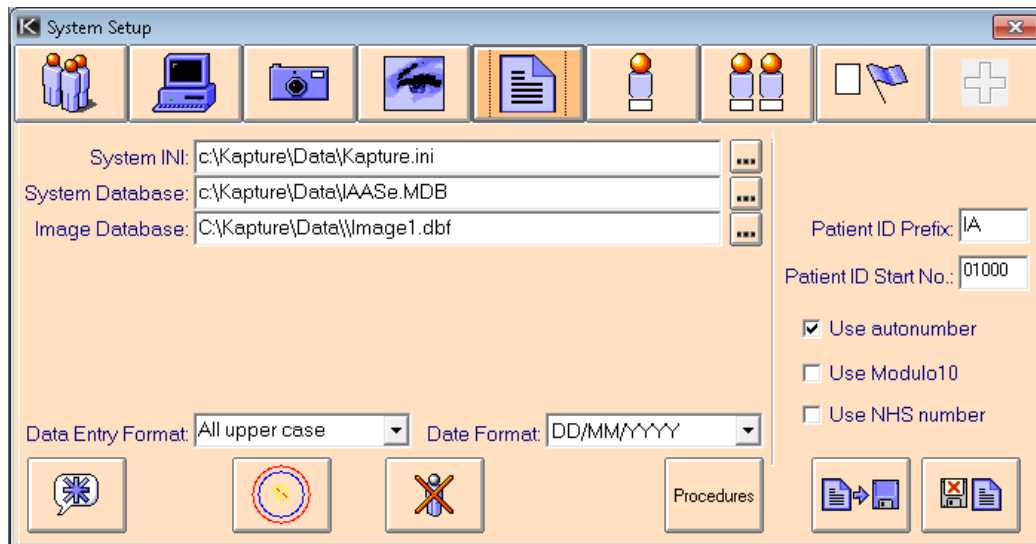 System Setup
System INI: c:\Kapture\Data\Kapture.ini
System Database: c:\Kapture\Data\IAASe.MDB
Image Database: C:\Kapture\Data\\Image1.dbf
Patient ID Prefix: IA
Patient ID Start No.: 01000
Use autonumber
Use Modulo10
Use NHS number
Data Entry Format: All upper case
Date Format: DD/MM/YYYY
Procedures